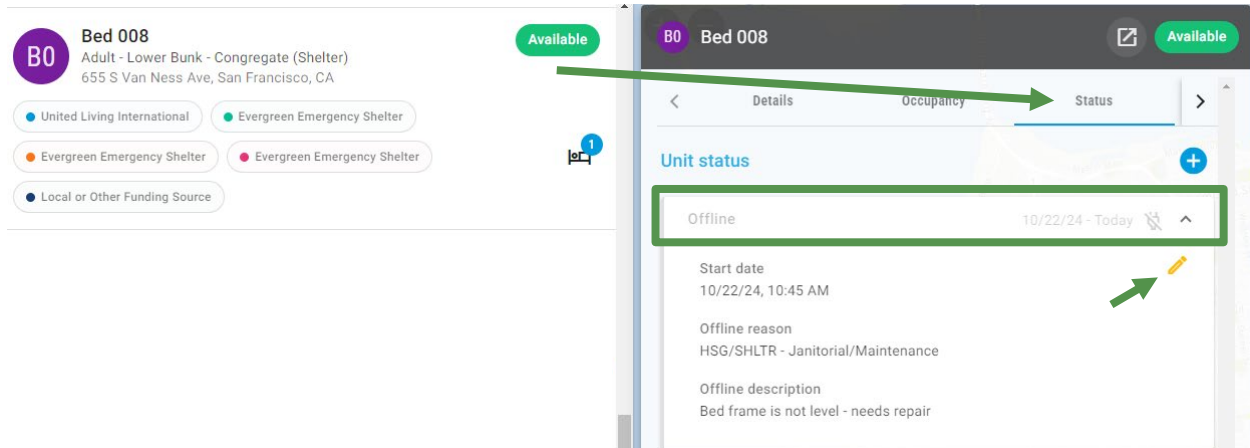 B0
Bed 008
Available
Adult - Lower Bunk - Congregate (Shelter)
655 S Van Ness Ave, San Francisco, CA
United Living International
Evergreen Emergency Shelter
Evergreen Emergency Shelter
Evergreen Emergency Shelter
1
Local or Other Funding Source
B0
Bed 008
Available
Details
Occupancy
Status
Unit status
Offline
10/22/24 - Today
Start date
10/22/24, 10:45 AM
Offline reason
HSG/SHLTR - Janitorial/Maintenance
Offline description
Bed frame is not level - needs repair